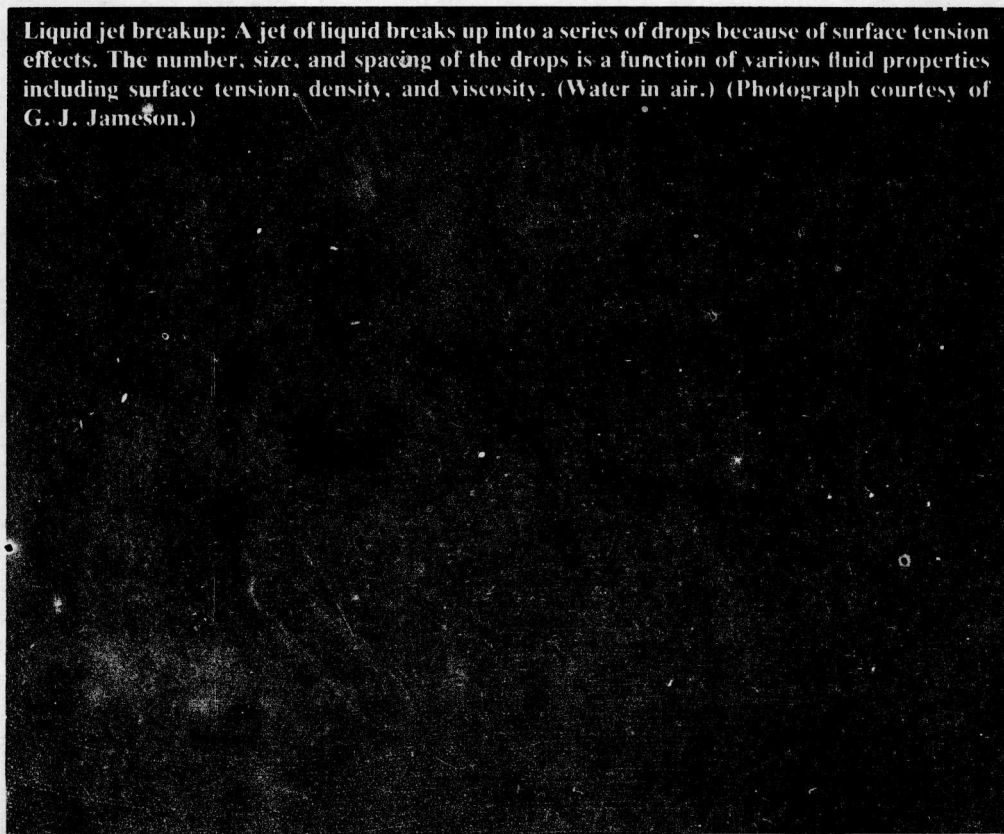 Liquid jet breakup: A jet of liquid breaks up into a series of drops because of surface tension
effects. The number, size, and spacing of the drops is a function of various fluid properties
including surface tension, density, and viscosity. (Water in air.) (Photograph courtesy of
G. J. Jameson.)